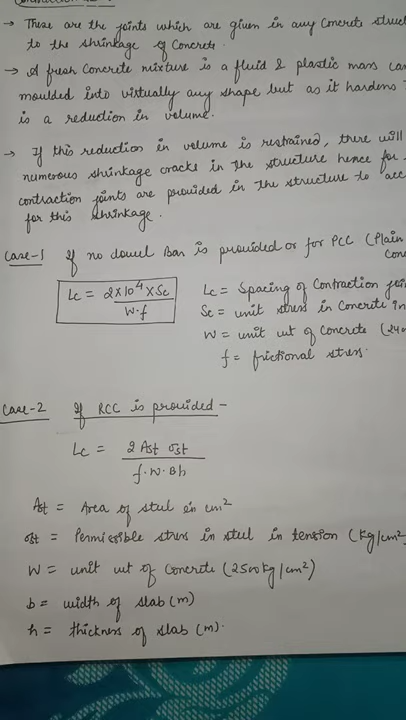 → These are the joints which are given in any concrete struct
to the shrinkage of concrete.
→ A fresh concrete mixture is a fluid & plastic mass can
moulded into virtually any shape but as it hardens
is a reduction in volume.
→ If this reduction in volume is restrained, there will
numerous shrinkage cracks in the structure hence for
contraction joints are provided in the structure to acc
for this shrinkage.
Case-1 If no dowel Bar is provided or for PCC (Plain
Conc
Lc = 2×10⁴×Sc / W.f
Lc = Spacing of Contraction join
Sc = unit stress in concrete in
W = unit wt of concrete (240
f = frictional stress.
Case-2 If RCC is provided-
Lc = 2 Ast σst / f.W.Bh
Ast = Area of steel in cm²
σst = Permissible stress in steel in tension (kg/cm²
W = unit wt of concrete (2500kg/cm²)
b = width of slab (m)
h = thickness of slab (m).